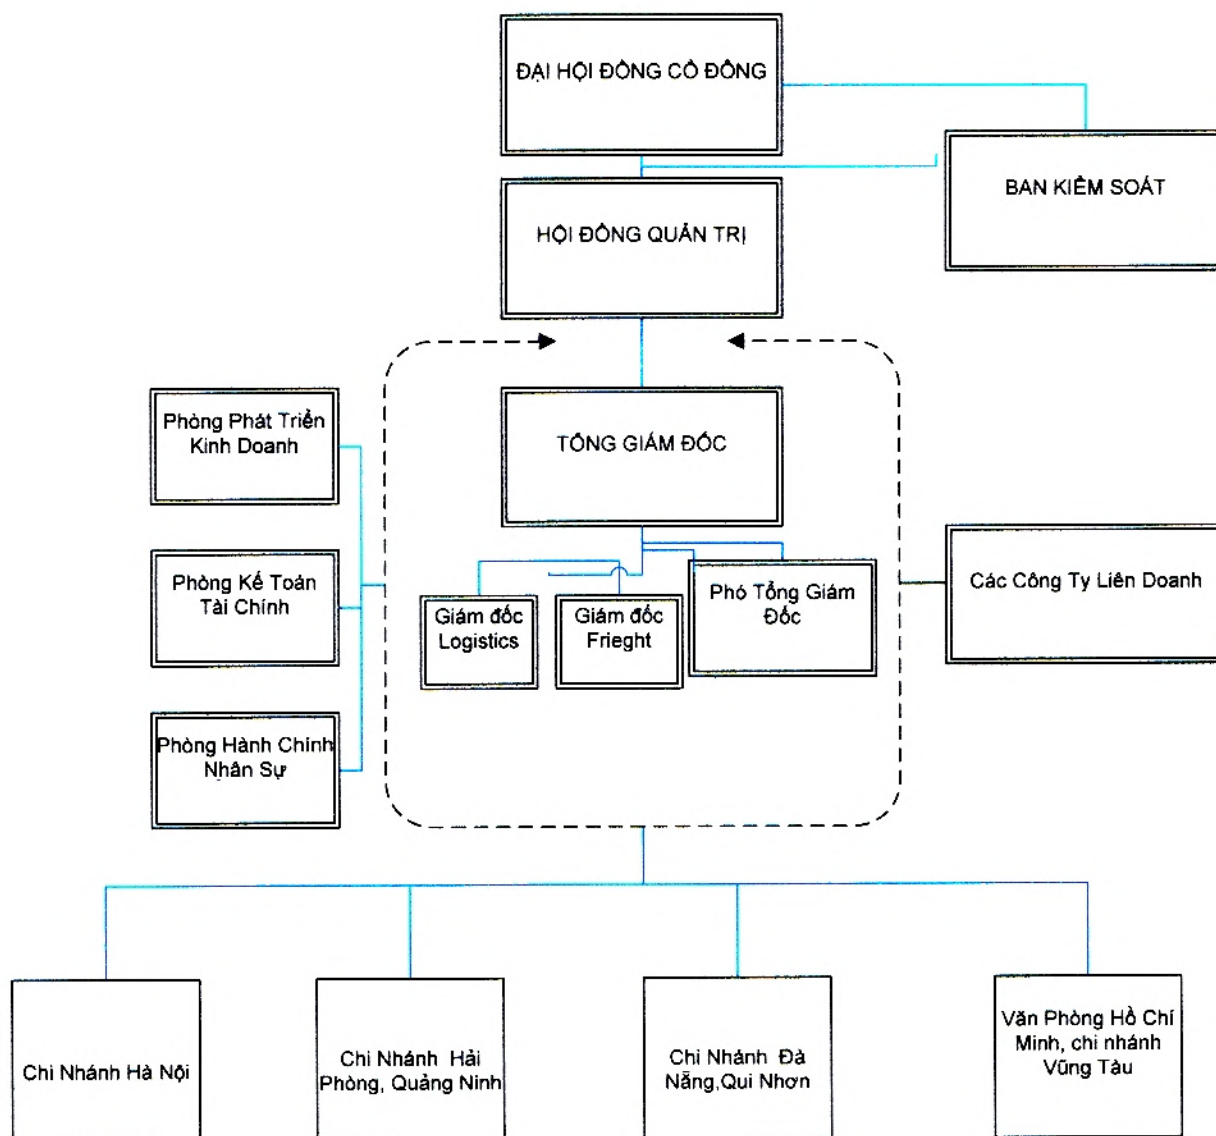 ĐẠI HỘI ĐỒNG CỔ ĐÔNG
BAN KIỂM SOÁT
HỘI ĐỒNG QUẢN TRỊ
Phòng Phát Triển
Kinh Doanh
TỔNG GIÁM ĐỐC
Phòng Kế Toán
Tài Chính
Giám đốc
Logistics
Giám đốc
Frieght
Phó Tổng Giám
Đốc
Các Công Ty Liên Doanh
Phòng Hành Chính
Nhân Sự
Chi Nhánh Hà Nội
Chi Nhánh Hải
Phòng, Quảng Ninh
Chi Nhánh Đà
Nẵng,Qui Nhơn
Văn Phòng Hồ Chí
Minh, chi nhánh
Vũng Tàu